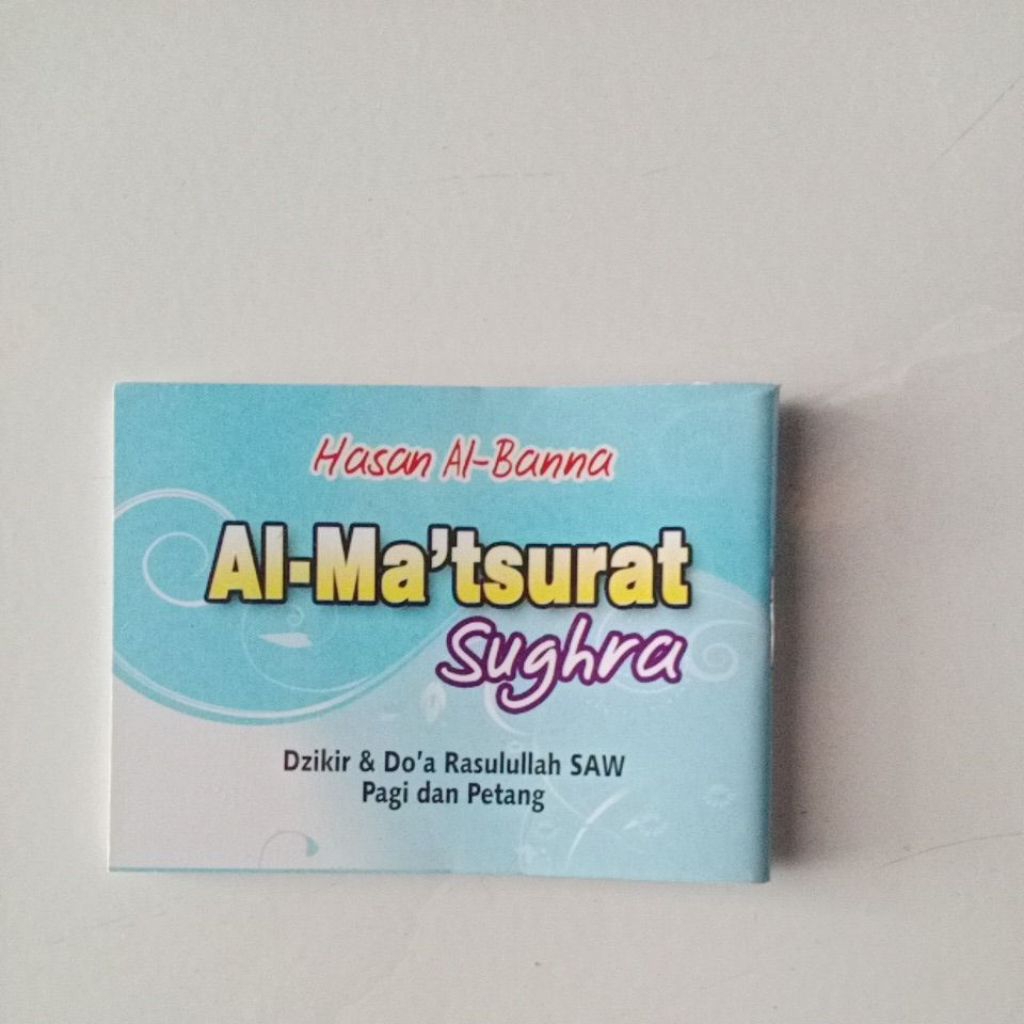 Hasan Al-Banna
Al-Ma'tsurat
Sughra
Dzikir & Do'a Rasulullah SAW
Pagi dan Petang